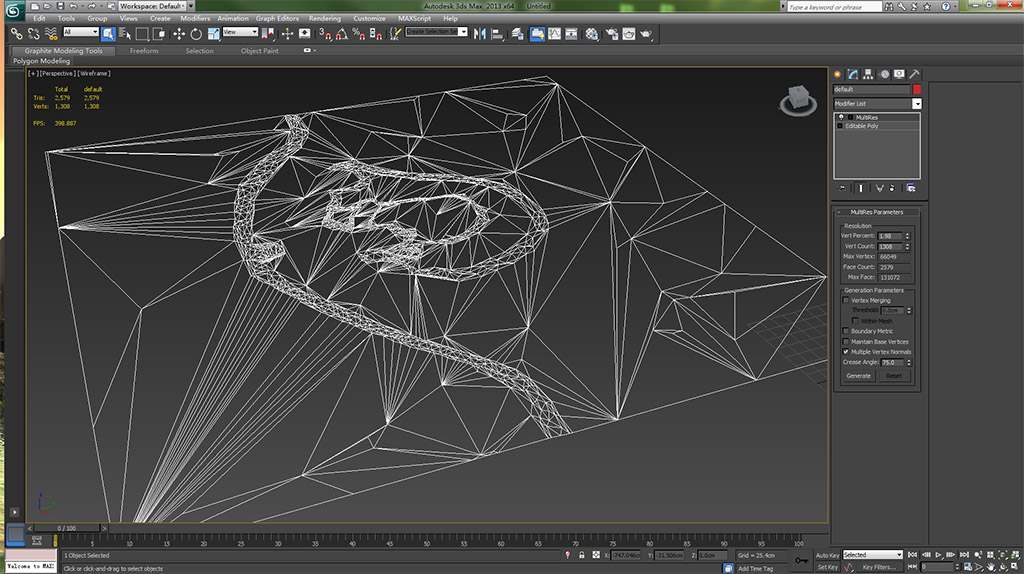 Workspace: Default
Autodesk 3ds Max 2013 x64 Untitled
Type a keyword or phrase
Edit Tools Group Views Create Modifiers Animation Graph Editors Rendering Customize MAXScript Help
All View Create Selection Se
Graphite Modeling Tools Freeform Selection Object Paint
Polygon Modeling
[+][Perspective][Wireframe]
Total default
Tris: 2,579 2,579
Verts: 1,308 1,308
FPS: 398.887
default
Modifier List
MultiRes
Editable Poly
- MultiRes Parameters
Resolution
Vert Percent: 1.98
Vert Count: 1308
Max Vertex: 66049
Face Count: 2579
Max Face: 131072
Generation Parameters
Vertex Merging
Threshold: 0.0cm
Within Mesh
Boundary Metric
Maintain Base Vertices
Multiple Vertex Normals
Crease Angle: 75.0
Generate Reset
< 0 / 100 >
0 5 10 15 20 25 30 35 40 45 50 55 60 65 70 75 80 85 90 95 100
1 Object Selected
X: -747.046cm Y: -31.506cm Z: 0.0cm
Grid = 25.4cm
Auto Key Selected
Welcome to MAX!
Click or click-and-drag to select objects
Add Time Tag
Set Key Key Filters... 0